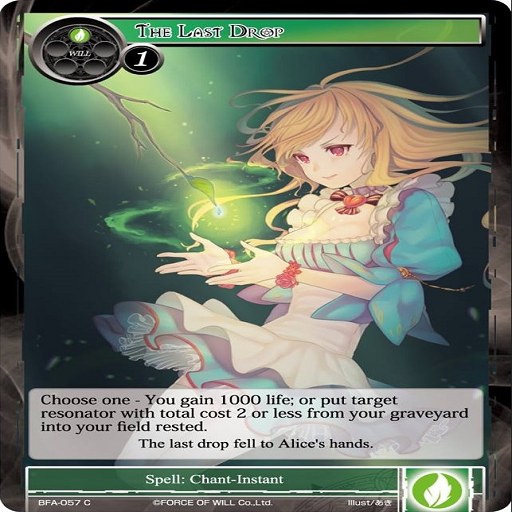 The Last Drop
WILL
1
Choose one - You gain 1000 life; or put target
resonator with total cost 2 or less from your graveyard
into your field rested.
The last drop fell to Alice's hands.
Spell: Chant-Instant
BFA-057 C
©FORCE OF WILL Co.,Ltd.
Illust/あき